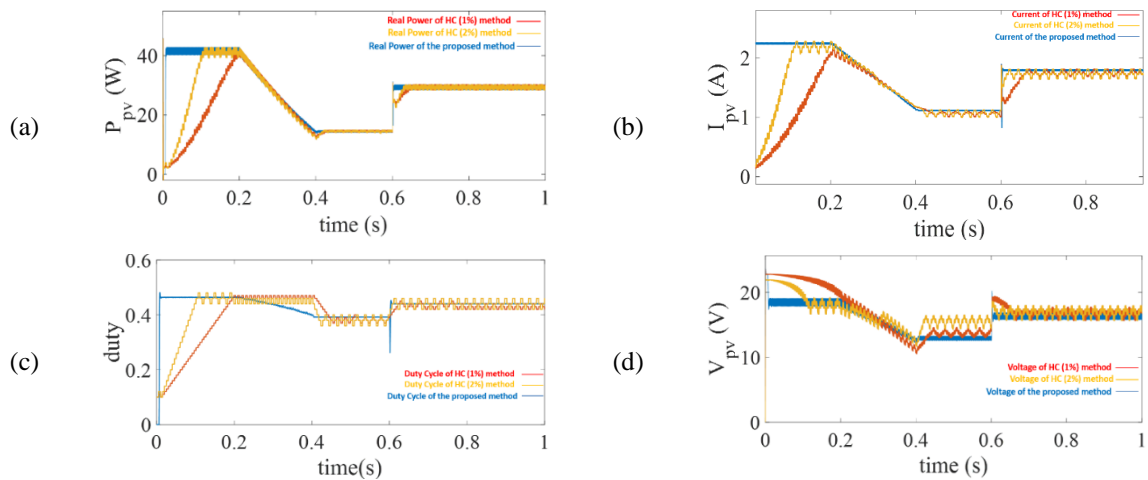 (a)
P_pv (W)
40
20
0
0 0.2 0.4 0.6 0.8 1
time (s)
Real Power of HC (1%) method
Real Power of HC (2%) method
Real Power of the proposed method
(b)
I_pv (A)
2
1
0
0.2 0.4 0.6 0.8
time (s)
Current of HC (1%) method
Current of HC (2%) method
Current of the proposed method
(c)
duty
0.6
0.4
0.2
0
0 0.2 0.4 0.6 0.8 1
time(s)
Duty Cycle of HC (1%) method
Duty Cycle of HC (2%) method
Duty Cycle of the proposed method
(d)
V_pv (V)
20
10
0
0 0.2 0.4 0.6 0.8 1
time (s)
Voltage of HC (1%) method
Voltage of HC (2%) method
Voltage of the proposed method